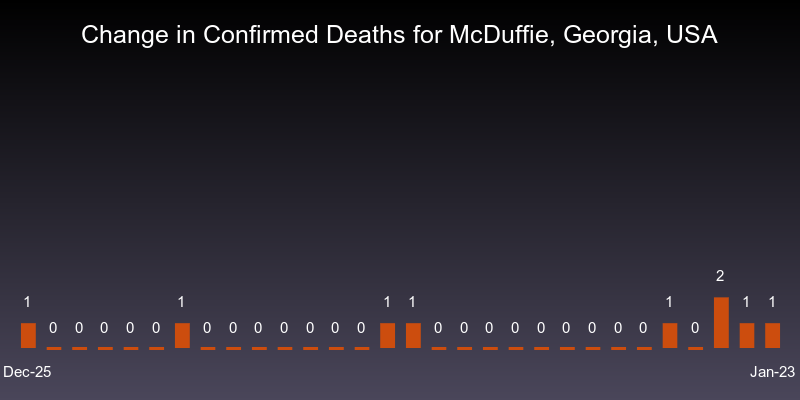 Change in Confirmed Deaths for McDuffie, Georgia, USA
2
1 1 1 1 1 1 1
0 0 0 0 0 0 0 0 0 0 0 0 0 0 0 0 0 0 0 0 0 0
Dec-25 Jan-23